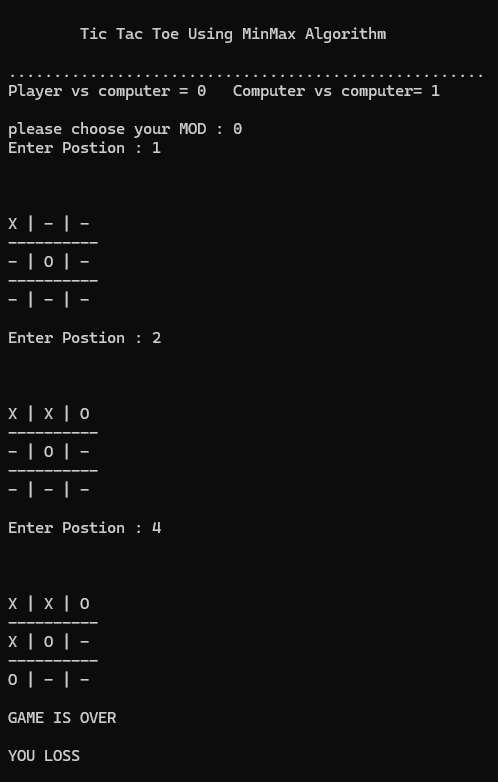 Tic Tac Toe Using MinMax Algorithm
.....................................................
Player vs computer = 0   Computer vs computer= 1
please choose your MOD : 0
Enter Postion : 1
X | - | -
----------
- | O | -
----------
- | - | -
Enter Postion : 2
X | X | O
----------
- | O | -
----------
- | - | -
Enter Postion : 4
X | X | O
----------
X | O | -
----------
O | - | -
GAME IS OVER
YOU LOSS